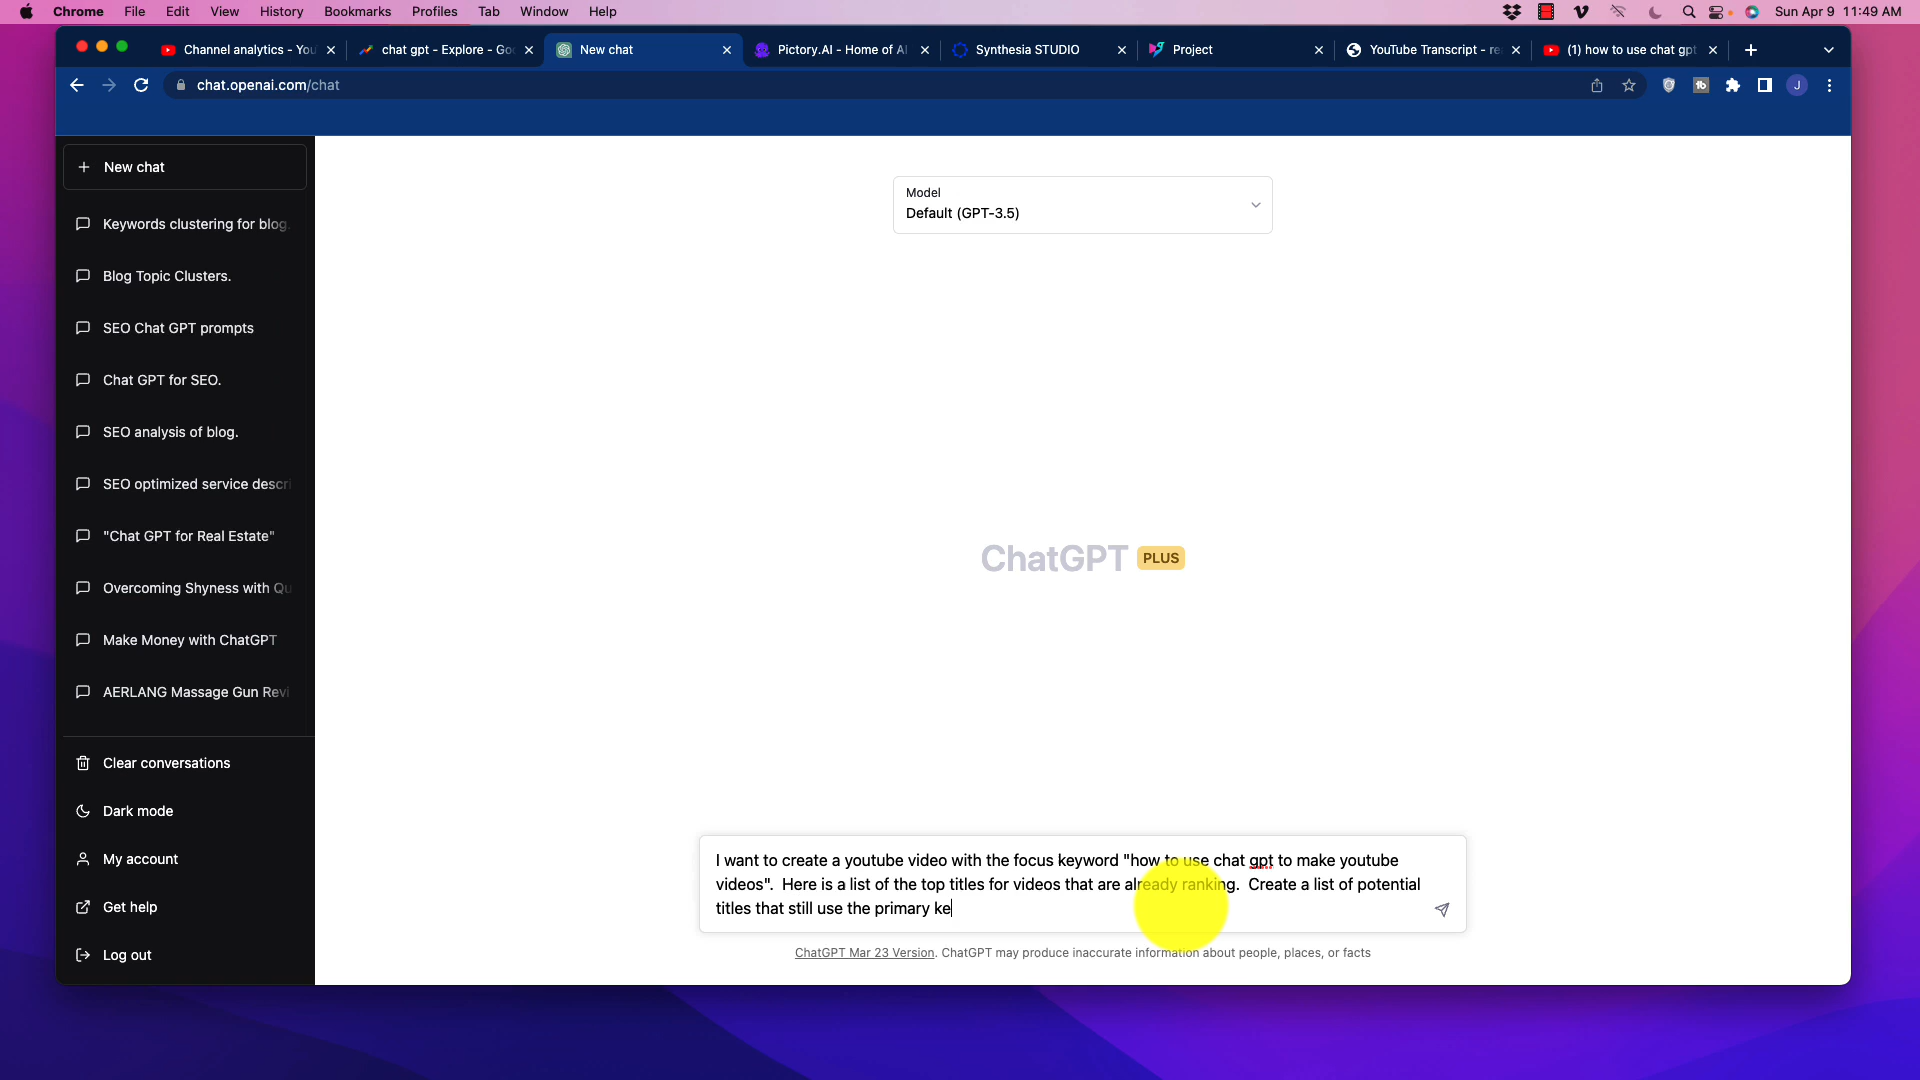 Chrome File Edit View History Bookmarks Profiles Tab Window Help Sun Apr 9 11:49 AM
Channel analytics - You chat gpt - Explore - Goo New chat Pictory.AI - Home of AI Synthesia STUDIO Project YouTube Transcript - re (1) how to use chat gpt
chat.openai.com/chat J
New chat
Model
Default (GPT-3.5)
Keywords clustering for blog.
Blog Topic Clusters.
SEO Chat GPT prompts
Chat GPT for SEO.
SEO analysis of blog.
SEO optimized service descri
"Chat GPT for Real Estate"
Overcoming Shyness with Qu
Make Money with ChatGPT
AERLANG Massage Gun Revi
ChatGPT PLUS
Clear conversations
Dark mode
My account
Get help
Log out
I want to create a youtube video with the focus keyword "how to use chat gpt to make youtube
videos". Here is a list of the top titles for videos that are already ranking. Create a list of potential
titles that still use the primary ke
ChatGPT Mar 23 Version. ChatGPT may produce inaccurate information about people, places, or facts